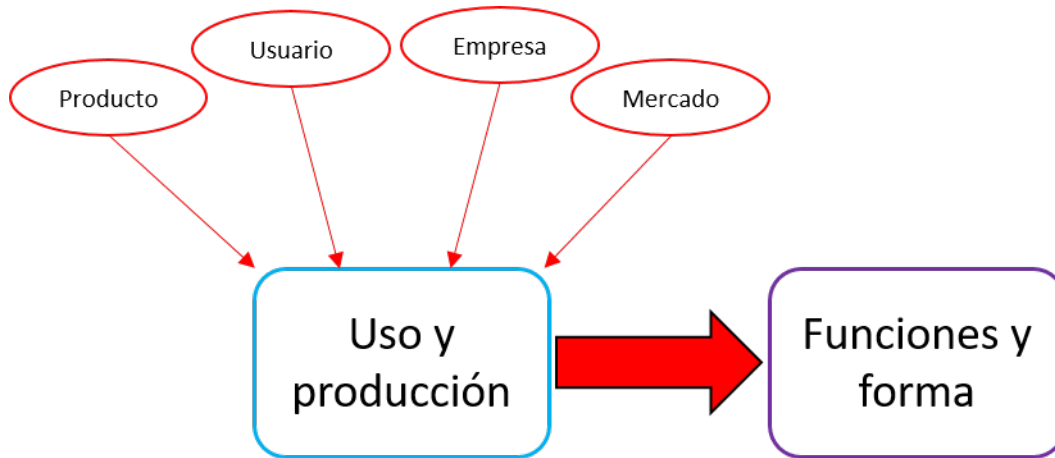 Producto
Usuario
Empresa
Mercado
Uso y
producción
Funciones y
forma